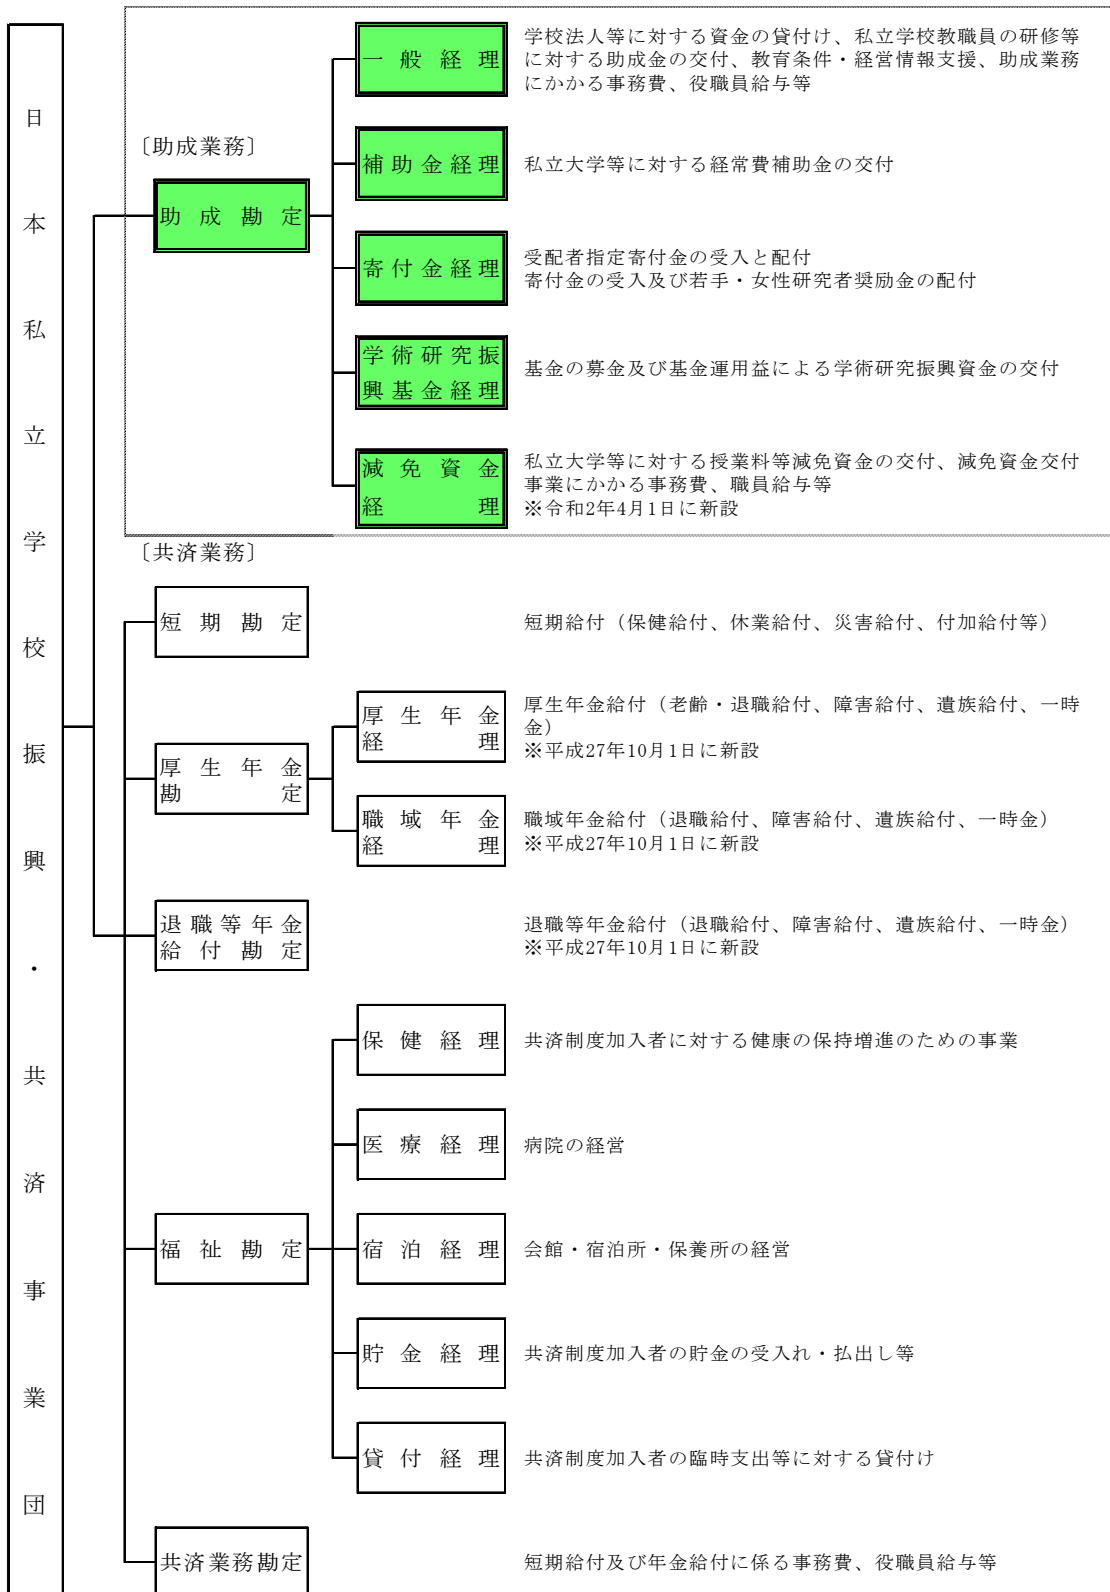 日本私立学校振興・共済事業団
〔助成業務〕
助成勘定
一般経理
学校法人等に対する資金の貸付け、私立学校教職員の研修等
に対する助成金の交付、教育条件・経営情報支援、助成業務
にかかる事務費、役職員給与等
補助金経理
私立大学等に対する経常費補助金の交付
寄付金経理
受配者指定寄付金の受入と配付
寄付金の受入及び若手・女性研究者奨励金の配付
学術研究振
興基金経理
基金の募金及び基金運用益による学術研究振興資金の交付
減免資金
経理
私立大学等に対する授業料等減免資金の交付、減免資金交付
事業にかかる事務費、職員給与等
※令和2年4月1日に新設
〔共済業務〕
短期勘定
短期給付（保健給付、休業給付、災害給付、付加給付等）
厚生年金
勘定
厚生年金
経理
厚生年金給付（老齢・退職給付、障害給付、遺族給付、一時
金）
※平成27年10月1日に新設
職域年金
経理
職域年金給付（退職給付、障害給付、遺族給付、一時金）
※平成27年10月1日に新設
退職等年金
給付勘定
退職等年金給付（退職給付、障害給付、遺族給付、一時金）
※平成27年10月1日に新設
福祉勘定
保健経理
共済制度加入者に対する健康の保持増進のための事業
医療経理
病院の経営
宿泊経理
会館・宿泊所・保養所の経営
貯金経理
共済制度加入者の貯金の受入れ・払出し等
貸付経理
共済制度加入者の臨時支出等に対する貸付け
共済業務勘定
短期給付及び年金給付に係る事務費、役職員給与等